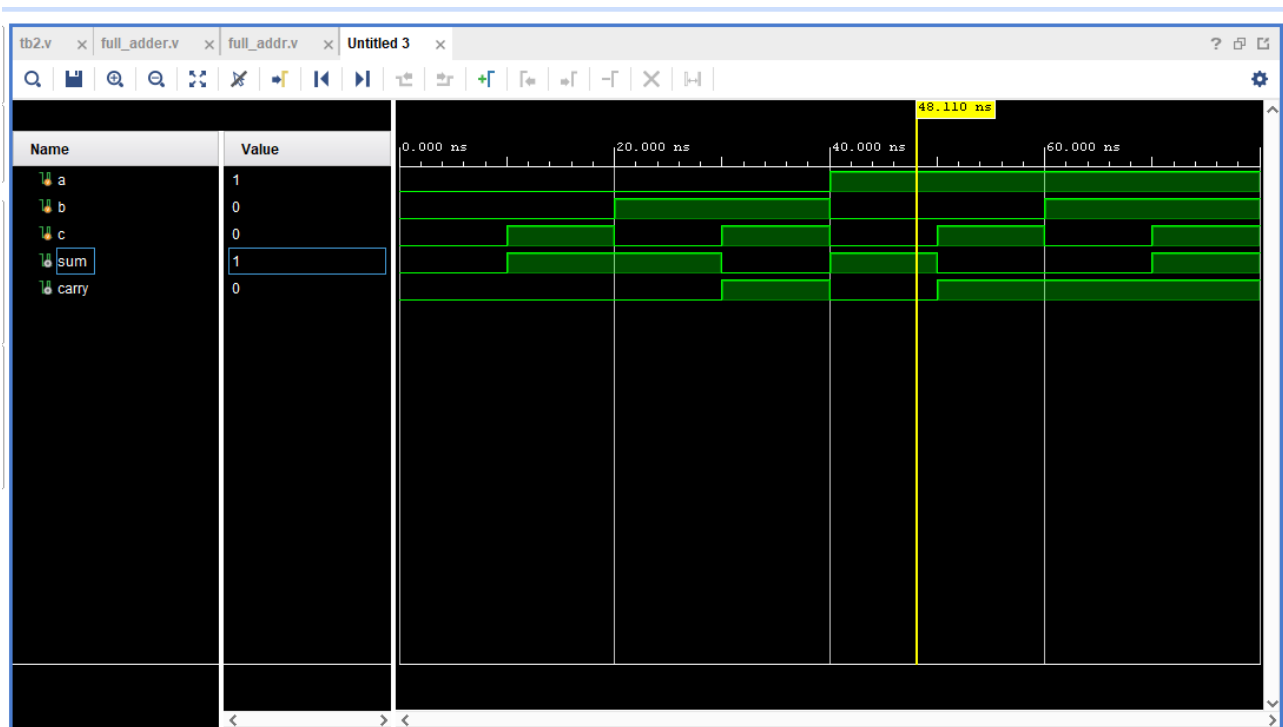 tb2.v × full_adder.v × full_addr.v × Untitled 3 × ?
48.110 ns
Name Value 0.000 ns 20.000 ns 40.000 ns 60.000 ns
a 1
b 0
c 0
sum 1
carry 0